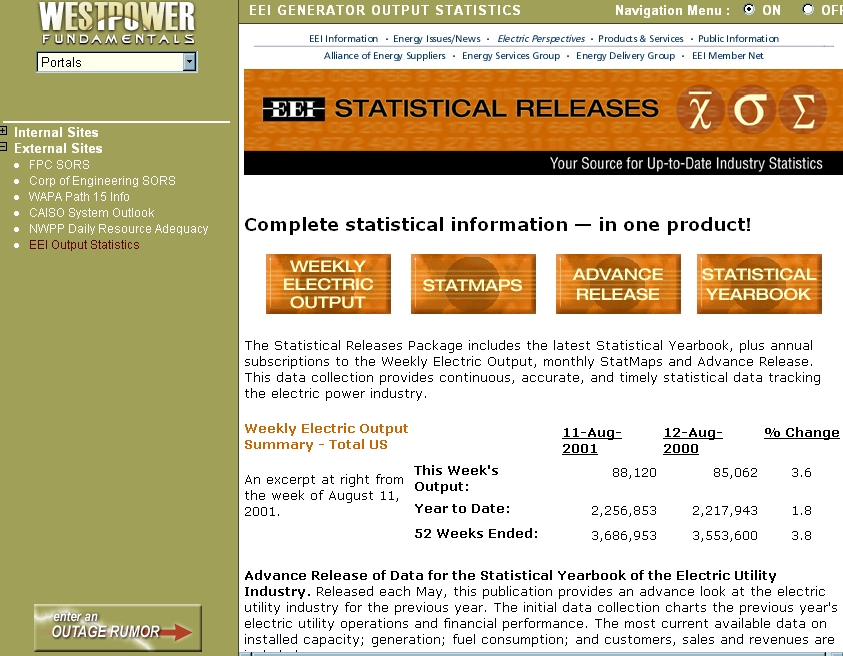 WESTPOWER
FUNDAMENTALS
Portals
Internal Sites
External Sites
FPC SORS
Corp of Engineering SORS
WAPA Path 15 Info
CAISO System Outlook
NWPP Daily Resource Adequacy
EEI Output Statistics
enter an
OUTAGE RUMOR
EEI GENERATOR OUTPUT STATISTICS Navigation Menu : ON OFF
EEI Information · Energy Issues/News · Electric Perspectives · Products & Services · Public Information
Alliance of Energy Suppliers · Energy Services Group · Energy Delivery Group · EEI Member Net
EEI STATISTICAL RELEASES x̄ σ Σ
Your Source for Up-to-Date Industry Statistics
Complete statistical information — in one product!
WEEKLY
ELECTRIC
OUTPUT
STATMAPS
ADVANCE
RELEASE
STATISTICAL
YEARBOOK
The Statistical Releases Package includes the latest Statistical Yearbook, plus annual
subscriptions to the Weekly Electric Output, monthly StatMaps and Advance Release.
This data collection provides continuous, accurate, and timely statistical data tracking
the electric power industry.
Weekly Electric Output
Summary - Total US
An excerpt at right from
the week of August 11,
2001.
11-Aug-2001 12-Aug-2000 % Change
This Week's Output: 88,120 85,062 3.6
Year to Date: 2,256,853 2,217,943 1.8
52 Weeks Ended: 3,686,953 3,553,600 3.8
Advance Release of Data for the Statistical Yearbook of the Electric Utility
Industry. Released each May, this publication provides an advance look at the electric
utility industry for the previous year. The initial data collection charts the previous year's
electric utility operations and financial performance. The most current available data on
installed capacity; generation; fuel consumption; and customers, sales and revenues are